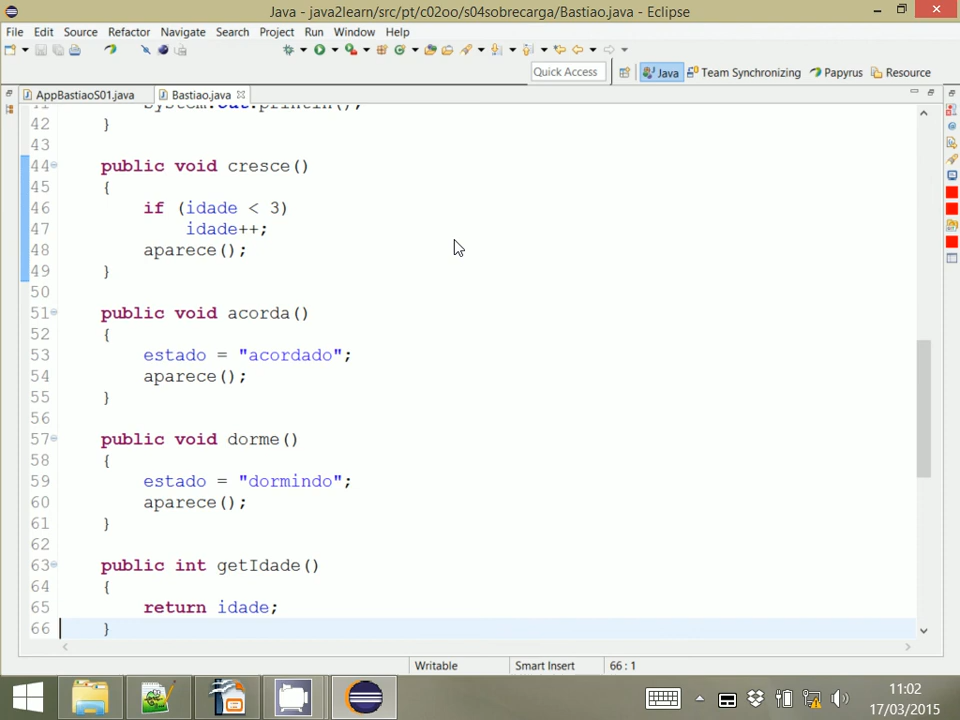 Java - java2learn/src/pt/c02oo/s04sobrecarga/Bastiao.java - Eclipse
File Edit Source Refactor Navigate Search Project Run Window Help
Quick Access Java Team Synchronizing Papyrus Resource
AppBastiaoS01.java Bastiao.java
41 System.out.println();
42 }
43
44 public void cresce()
45 {
46 if (idade < 3)
47 idade++;
48 aparece();
49 }
50
51 public void acorda()
52 {
53 estado = "acordado";
54 aparece();
55 }
56
57 public void dorme()
58 {
59 estado = "dormindo";
60 aparece();
61 }
62
63 public int getIdade()
64 {
65 return idade;
66 }
Writable Smart Insert 66 : 1
11:02
17/03/2015